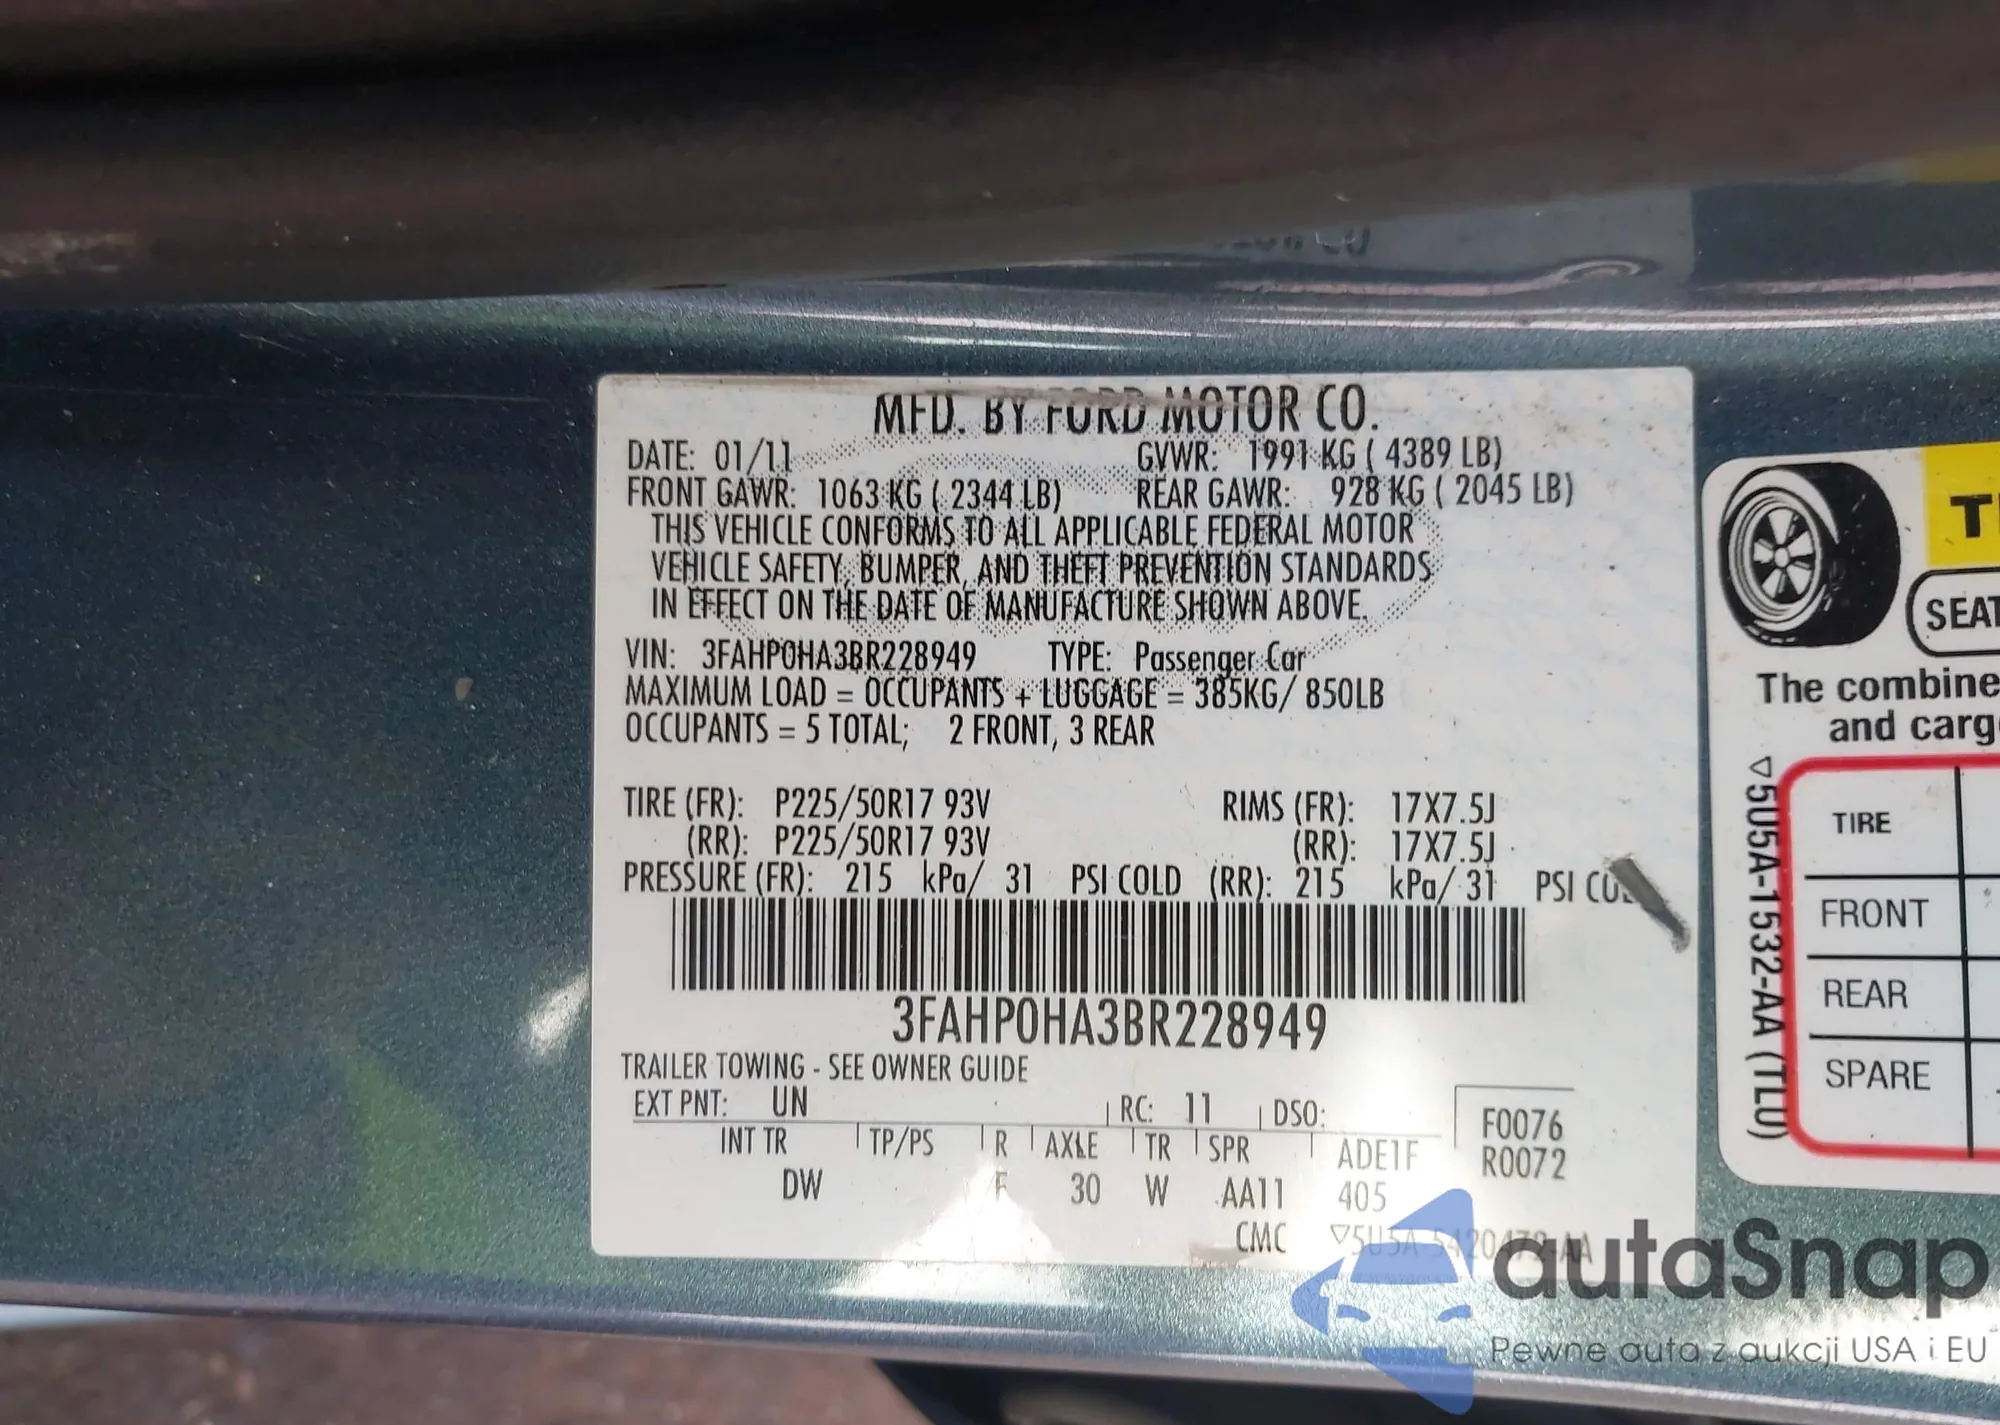 MFD. BY FORD MOTOR CO.
DATE: 01/11 GVWR: 1991 KG ( 4389 LB)
FRONT GAWR: 1063 KG ( 2344 LB) REAR GAWR: 928 KG ( 2045 LB)
THIS VEHICLE CONFORMS TO ALL APPLICABLE FEDERAL MOTOR
VEHICLE SAFETY, BUMPER, AND THEFT PREVENTION STANDARDS
IN EFFECT ON THE DATE OF MANUFACTURE SHOWN ABOVE.
VIN: 3FAHP0HA3BR228949 TYPE: Passenger Car
MAXIMUM LOAD = OCCUPANTS + LUGGAGE = 385KG/ 850LB
OCCUPANTS = 5 TOTAL; 2 FRONT, 3 REAR
TIRE (FR): P225/50R17 93V RIMS (FR): 17X7.5J
(RR): P225/50R17 93V (RR): 17X7.5J
PRESSURE (FR): 215 kPa/ 31 PSI COLD (RR): 215 kPa/ 31 PSI
3FAHP0HA3BR228949
TRAILER TOWING - SEE OWNER GUIDE
EXT PNT: UN RC: 11 DSO:
F0076
R0072
INT TR TP/PS R AXLE TR SPR ADE1F
DW F 30 W AA11 405
CMC ▽5U5A-5420472-AA
SEAT
The combine
and carg
TIRE
FRONT
REAR
SPARE
▽5U5A-1532-AA (TLU)
autaSnap
Pewne auta z aukcji USA i EU